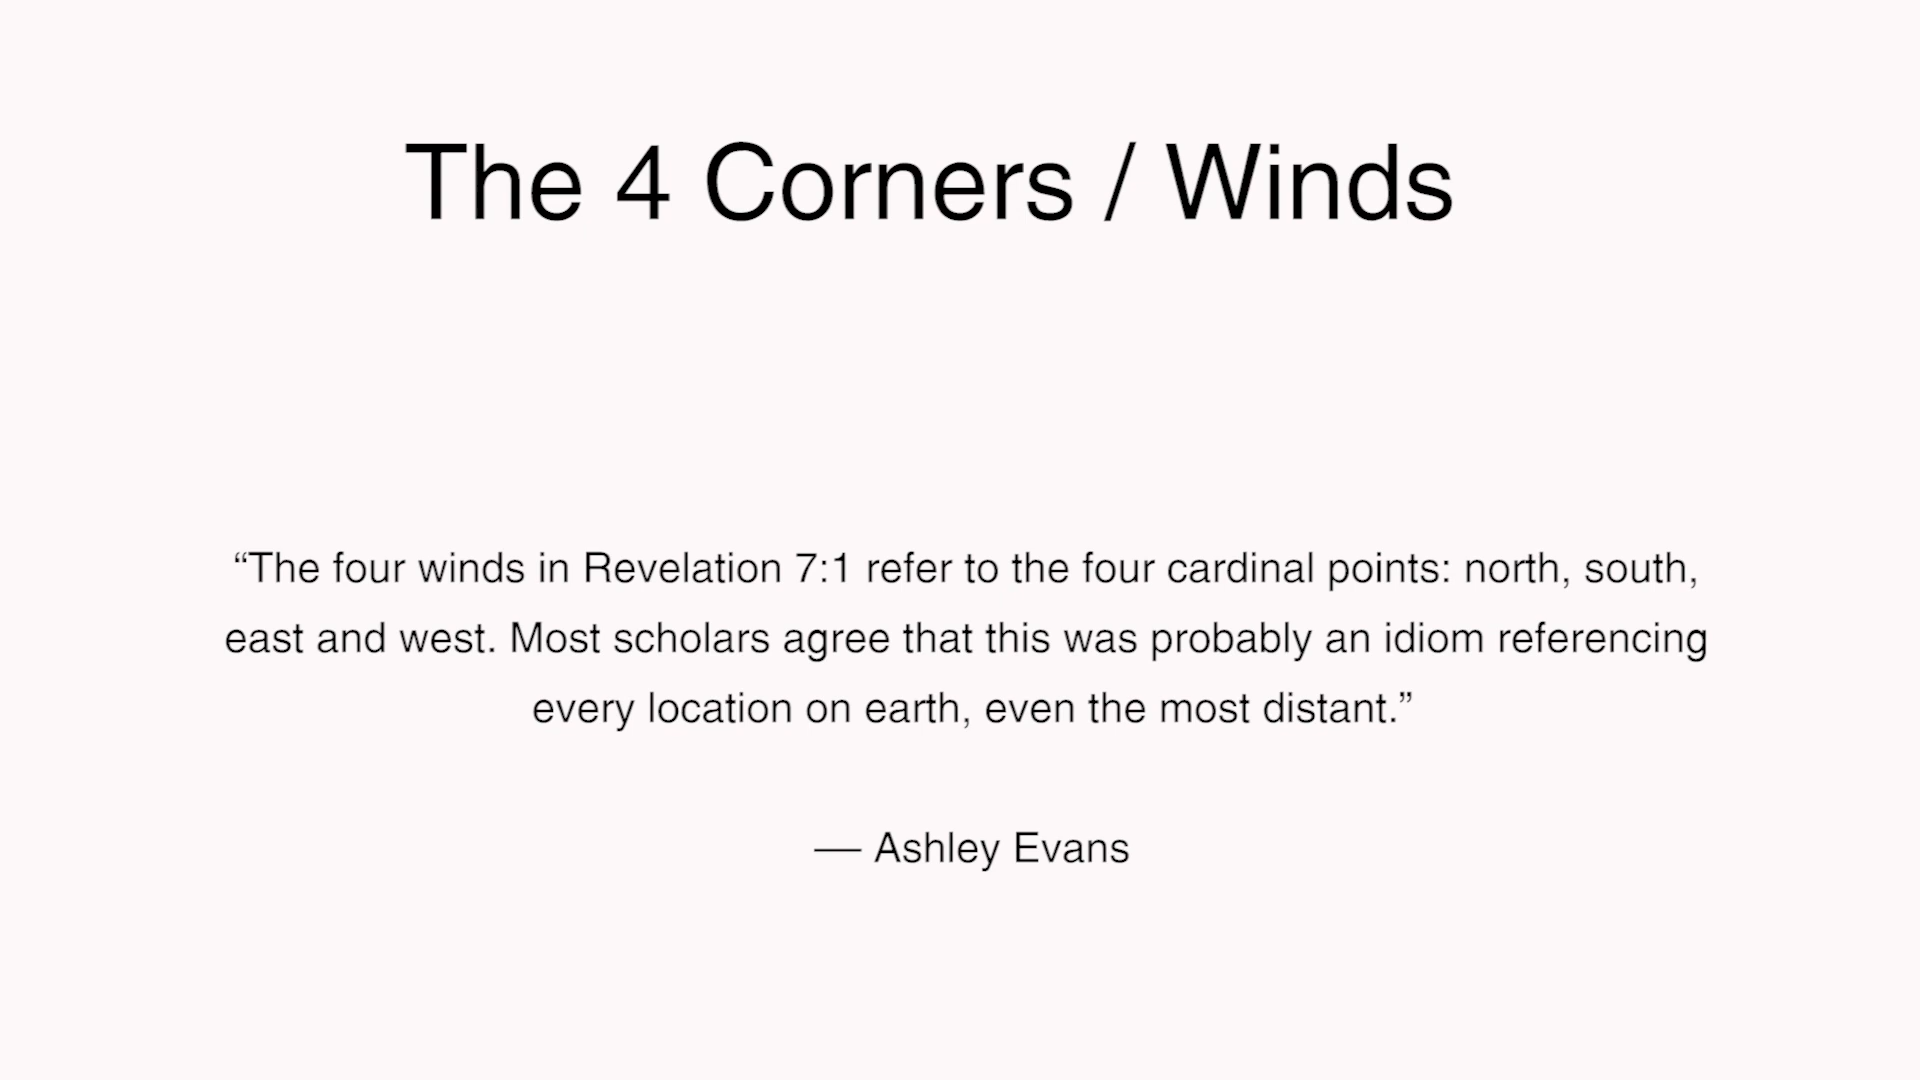 The 4 Corners / Winds
“The four winds in Revelation 7:1 refer to the four cardinal points: north, south,
east and west. Most scholars agree that this was probably an idiom referencing
every location on earth, even the most distant.”
— Ashley Evans